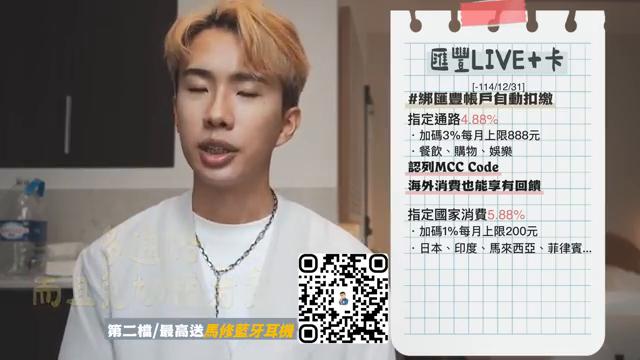 匯豐LIVE+卡
[-114/12/31]
#綁匯豐帳戶自動扣繳
指定通路4.88%
·加碼3%每月上限888元
·餐飲、購物、娛樂
認列MCC Code
海外消費也能享有回饋
指定國家消費5.88%
·加碼1%每月上限200元
·日本、印度、馬來西亞、菲律賓...
第二檔/最高送馬修藍牙耳機